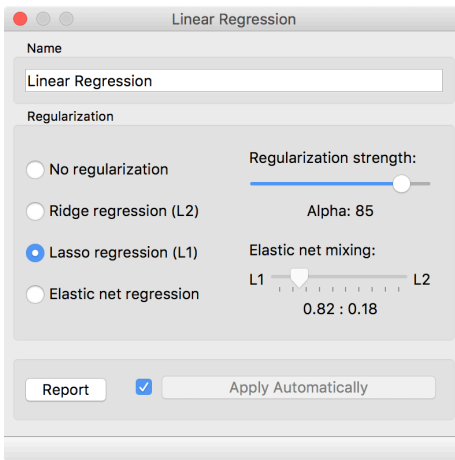 Linear Regression
Name
Linear Regression
Regularization
No regularization
Ridge regression (L2)
Lasso regression (L1)
Elastic net regression
Regularization strength:
Alpha: 85
Elastic net mixing:
L1 L2
0.82 : 0.18
Report Apply Automatically